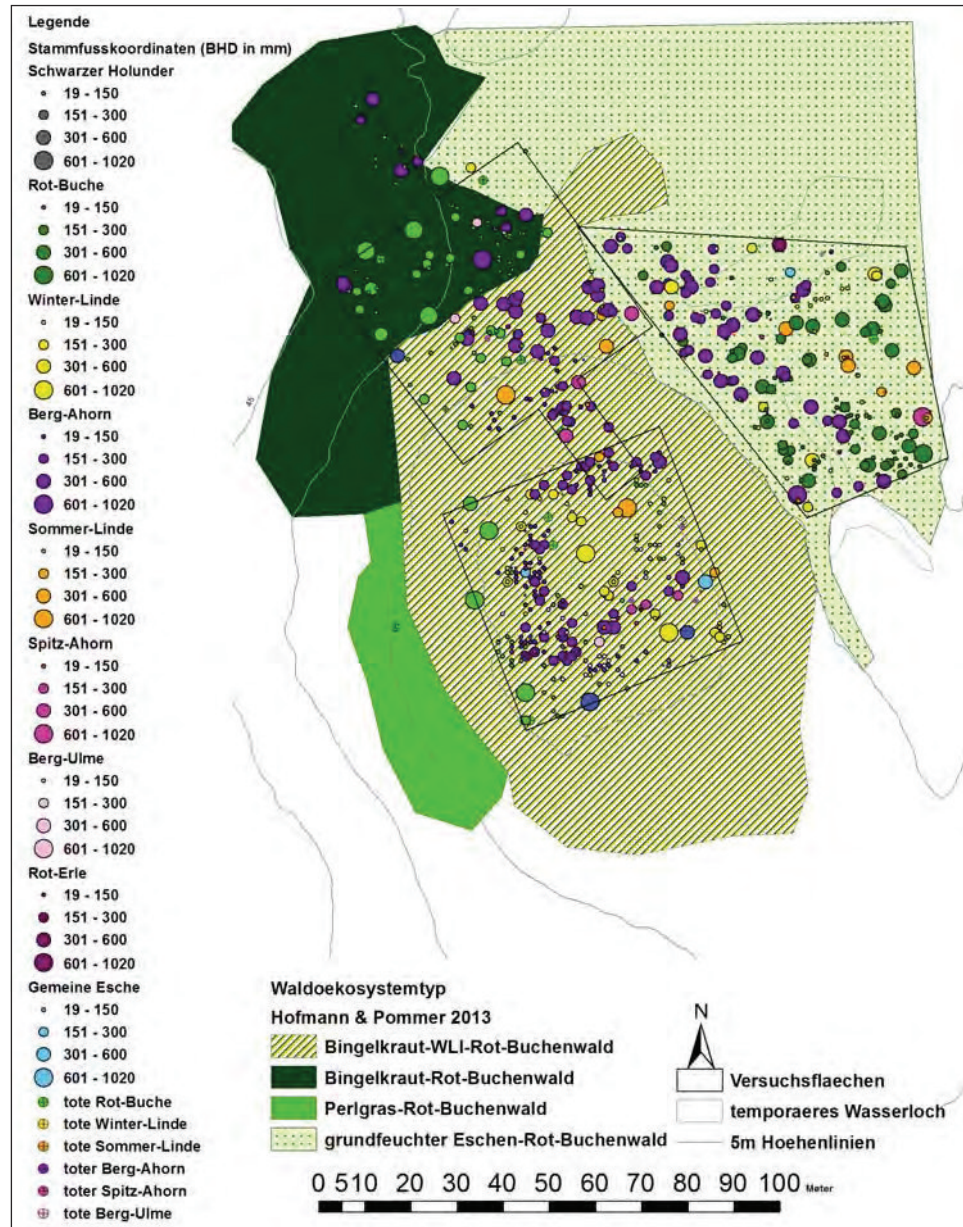 Legende
Stammfusskoordinaten (BHD in mm)
Schwarzer Holunder
19 - 150
151 - 300
301 - 600
601 - 1020
Rot-Buche
19 - 150
151 - 300
301 - 600
601 - 1020
Winter-Linde
19 - 150
151 - 300
301 - 600
601 - 1020
Berg-Ahorn
19 - 150
151 - 300
301 - 600
601 - 1020
Sommer-Linde
19 - 150
151 - 300
301 - 600
601 - 1020
Spitz-Ahorn
19 - 150
151 - 300
301 - 600
601 - 1020
Berg-Ulme
19 - 150
151 - 300
301 - 600
601 - 1020
Rot-Erle
19 - 150
151 - 300
301 - 600
601 - 1020
Gemeine Esche
19 - 150
151 - 300
301 - 600
601 - 1020
tote Rot-Buche
tote Winter-Linde
tote Sommer-Linde
toter Berg-Ahorn
toter Spitz-Ahorn
tote Berg-Ulme
45
Waldoekosystemtyp
Hofmann & Pommer 2013
Bingelkraut-WLI-Rot-Buchenwald
Bingelkraut-Rot-Buchenwald
Perlgras-Rot-Buchenwald
grundfeuchter Eschen-Rot-Buchenwald
N
Versuchsflaechen
temporaeres Wasserloch
5m Hoehenlinien
0 5 10 20 30 40 50 60 70 80 90 100 Meter